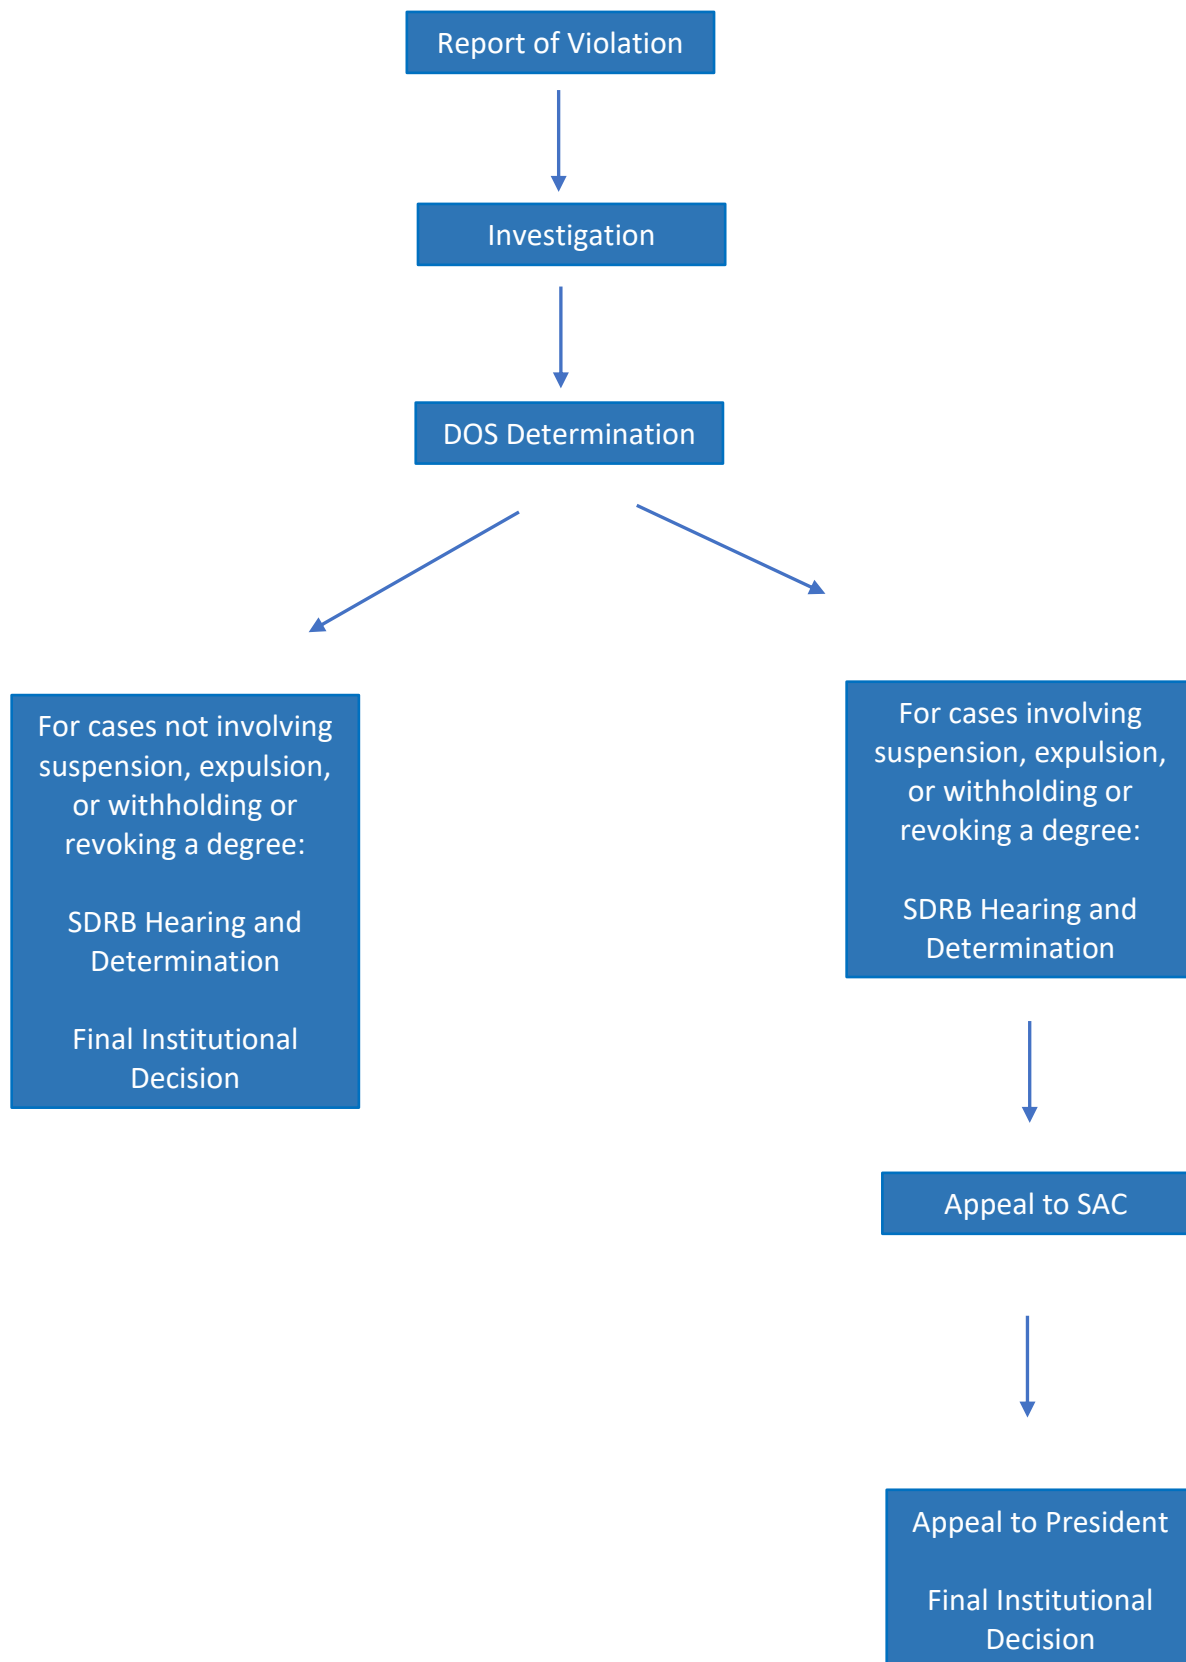 Report of Violation
Investigation
DOS Determination
For cases not involving
suspension, expulsion,
or withholding or
revoking a degree:
SDRB Hearing and
Determination
Final Institutional
Decision
For cases involving
suspension, expulsion,
or withholding or
revoking a degree:
SDRB Hearing and
Determination
Appeal to SAC
Appeal to President
Final Institutional
Decision